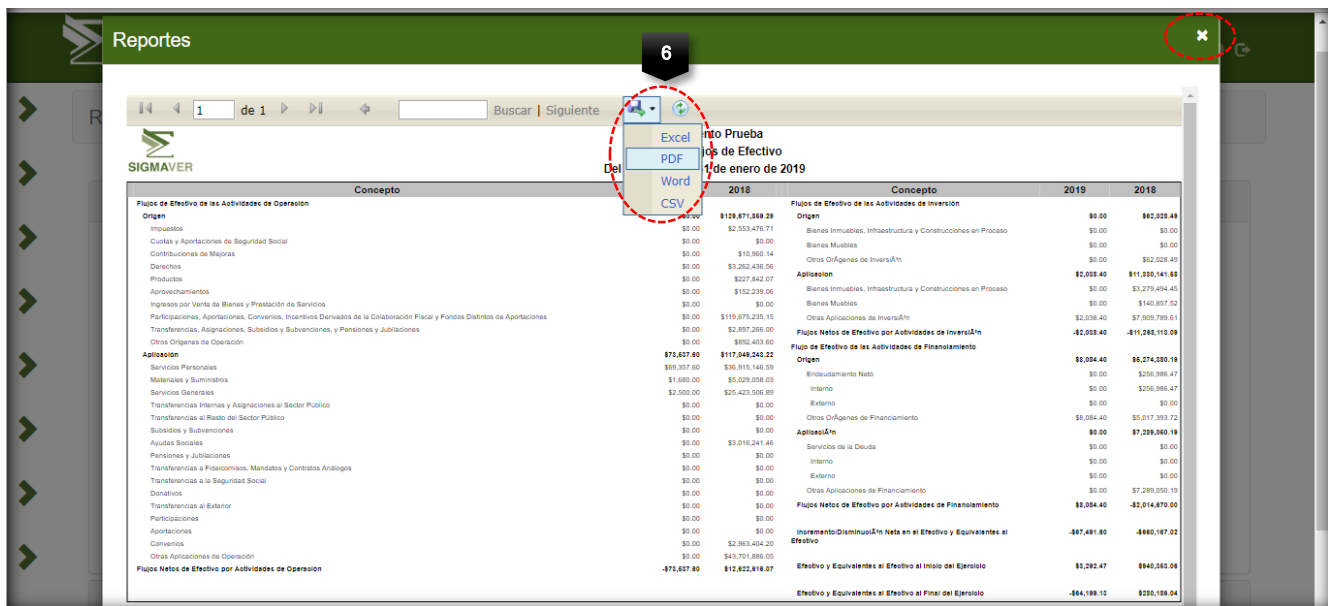 Reportes
6
R
1 de 1 Buscar | Siguiente
Excel
PDF
Word
CSV
SIGMAVER
nto Prueba
jos de Efectivo
Del 1 de enero de 2019
Concepto 2018 Concepto 2019 2018
Flujos de Efectivo de las Actividades de Operación
Origen $0.00 $129,671,559.29
Impuestos $0.00 $2,553,476.71
Cuotas y Aportaciones de Seguridad Social $0.00 $0.00
Contribuciones de Mejoras $0.00 $10,960.14
Derechos $0.00 $3,262,436.56
Productos $0.00 $227,842.07
Aprovechamientos $0.00 $152,239.06
Ingresos por Venta de Bienes y Prestación de Servicios $0.00 $0.00
Participaciones, Aportaciones, Convenios, Incentivos Derivados de la Colaboración Fiscal y Fondos Distintos de Aportaciones $0.00 $119,675,235.15
Transferencias, Asignaciones, Subsidios y Subvenciones, y Pensiones y Jubilaciones $0.00 $2,897,266.00
Otros Origenes de Operación $0.00 $892,403.60
Aplicación $73,537.60 $117,049,243.22
Servicios Personales $69,357.60 $36,915,146.59
Materiales y Suministros $1,680.00 $5,029,058.03
Servicios Generales $2,500.00 $25,423,506.89
Transferencias Internas y Asignaciones al Sector Público $0.00 $0.00
Transferencias al Resto del Sector Público $0.00 $0.00
Subsidios y Subvenciones $0.00 $0.00
Ayudas Sociales $0.00 $3,016,241.46
Pensiones y Jubilaciones $0.00 $0.00
Transferencias a Fideicomisos, Mandatos y Contratos Análogos $0.00 $0.00
Transferencias a la Seguridad Social $0.00 $0.00
Donativos $0.00 $0.00
Transferencias al Exterior $0.00 $0.00
Participaciones $0.00 $0.00
Aportaciones $0.00 $0.00
Convenios $0.00 $2,963,404.20
Otras Aplicaciones de Operación $0.00 $43,701,886.05
Flujos Netos de Efectivo por Actividades de Operación -$73,537.60 $12,622,616.07
Flujos de Efectivo de las Actividades de Inversión
Origen $0.00 $62,028.49
Bienes Inmuebles, Infraestructura y Construcciones en Proceso $0.00 $0.00
Bienes Muebles $0.00 $0.00
Otros OrÃgenes de InversiÃ³n $0.00 $62,028.49
Aplicacion $2,038.40 $11,330,141.58
Bienes Inmuebles, Infraestructura y Construcciones en Proceso $0.00 $3,279,494.45
Bienes Muebles $0.00 $140,857.52
Otras Aplicaciones de InversiÃ³n $2,038.40 $7,909,789.61
Flujos Netos de Efectivo por Actividades de InversiÃ³n -$2,038.40 -$11,268,113.09
Flujo de Efectivo de las Actividades de Financiamiento
Origen $8,084.40 $5,274,380.19
Endeudamiento Neto $0.00 $256,986.47
Interno $0.00 $256,986.47
Externo $0.00 $0.00
Otros OrÃgenes de Financiamiento $8,084.40 $5,017,393.72
AplicaciÃ³n $0.00 $7,289,050.19
Servicios de la Deuda $0.00 $0.00
Interno $0.00 $0.00
Externo $0.00 $0.00
Otras Aplicaciones de Financiamiento $0.00 $7,289,050.19
Flujos Netos de Efectivo por Actividades de Financiamiento $8,084.40 -$2,014,670.00
Incremento/DisminuciÃ³n Neta en el Efectivo y Equivalentes al
Efectivo -$67,491.60 -$660,167.02
Efectivo y Equivalentes al Efectivo al Inicio del Ejercicio $3,292.47 $940,353.06
Efectivo y Equivalentes al Efectivo al Final del Ejercicio -$64,199.13 $280,186.04